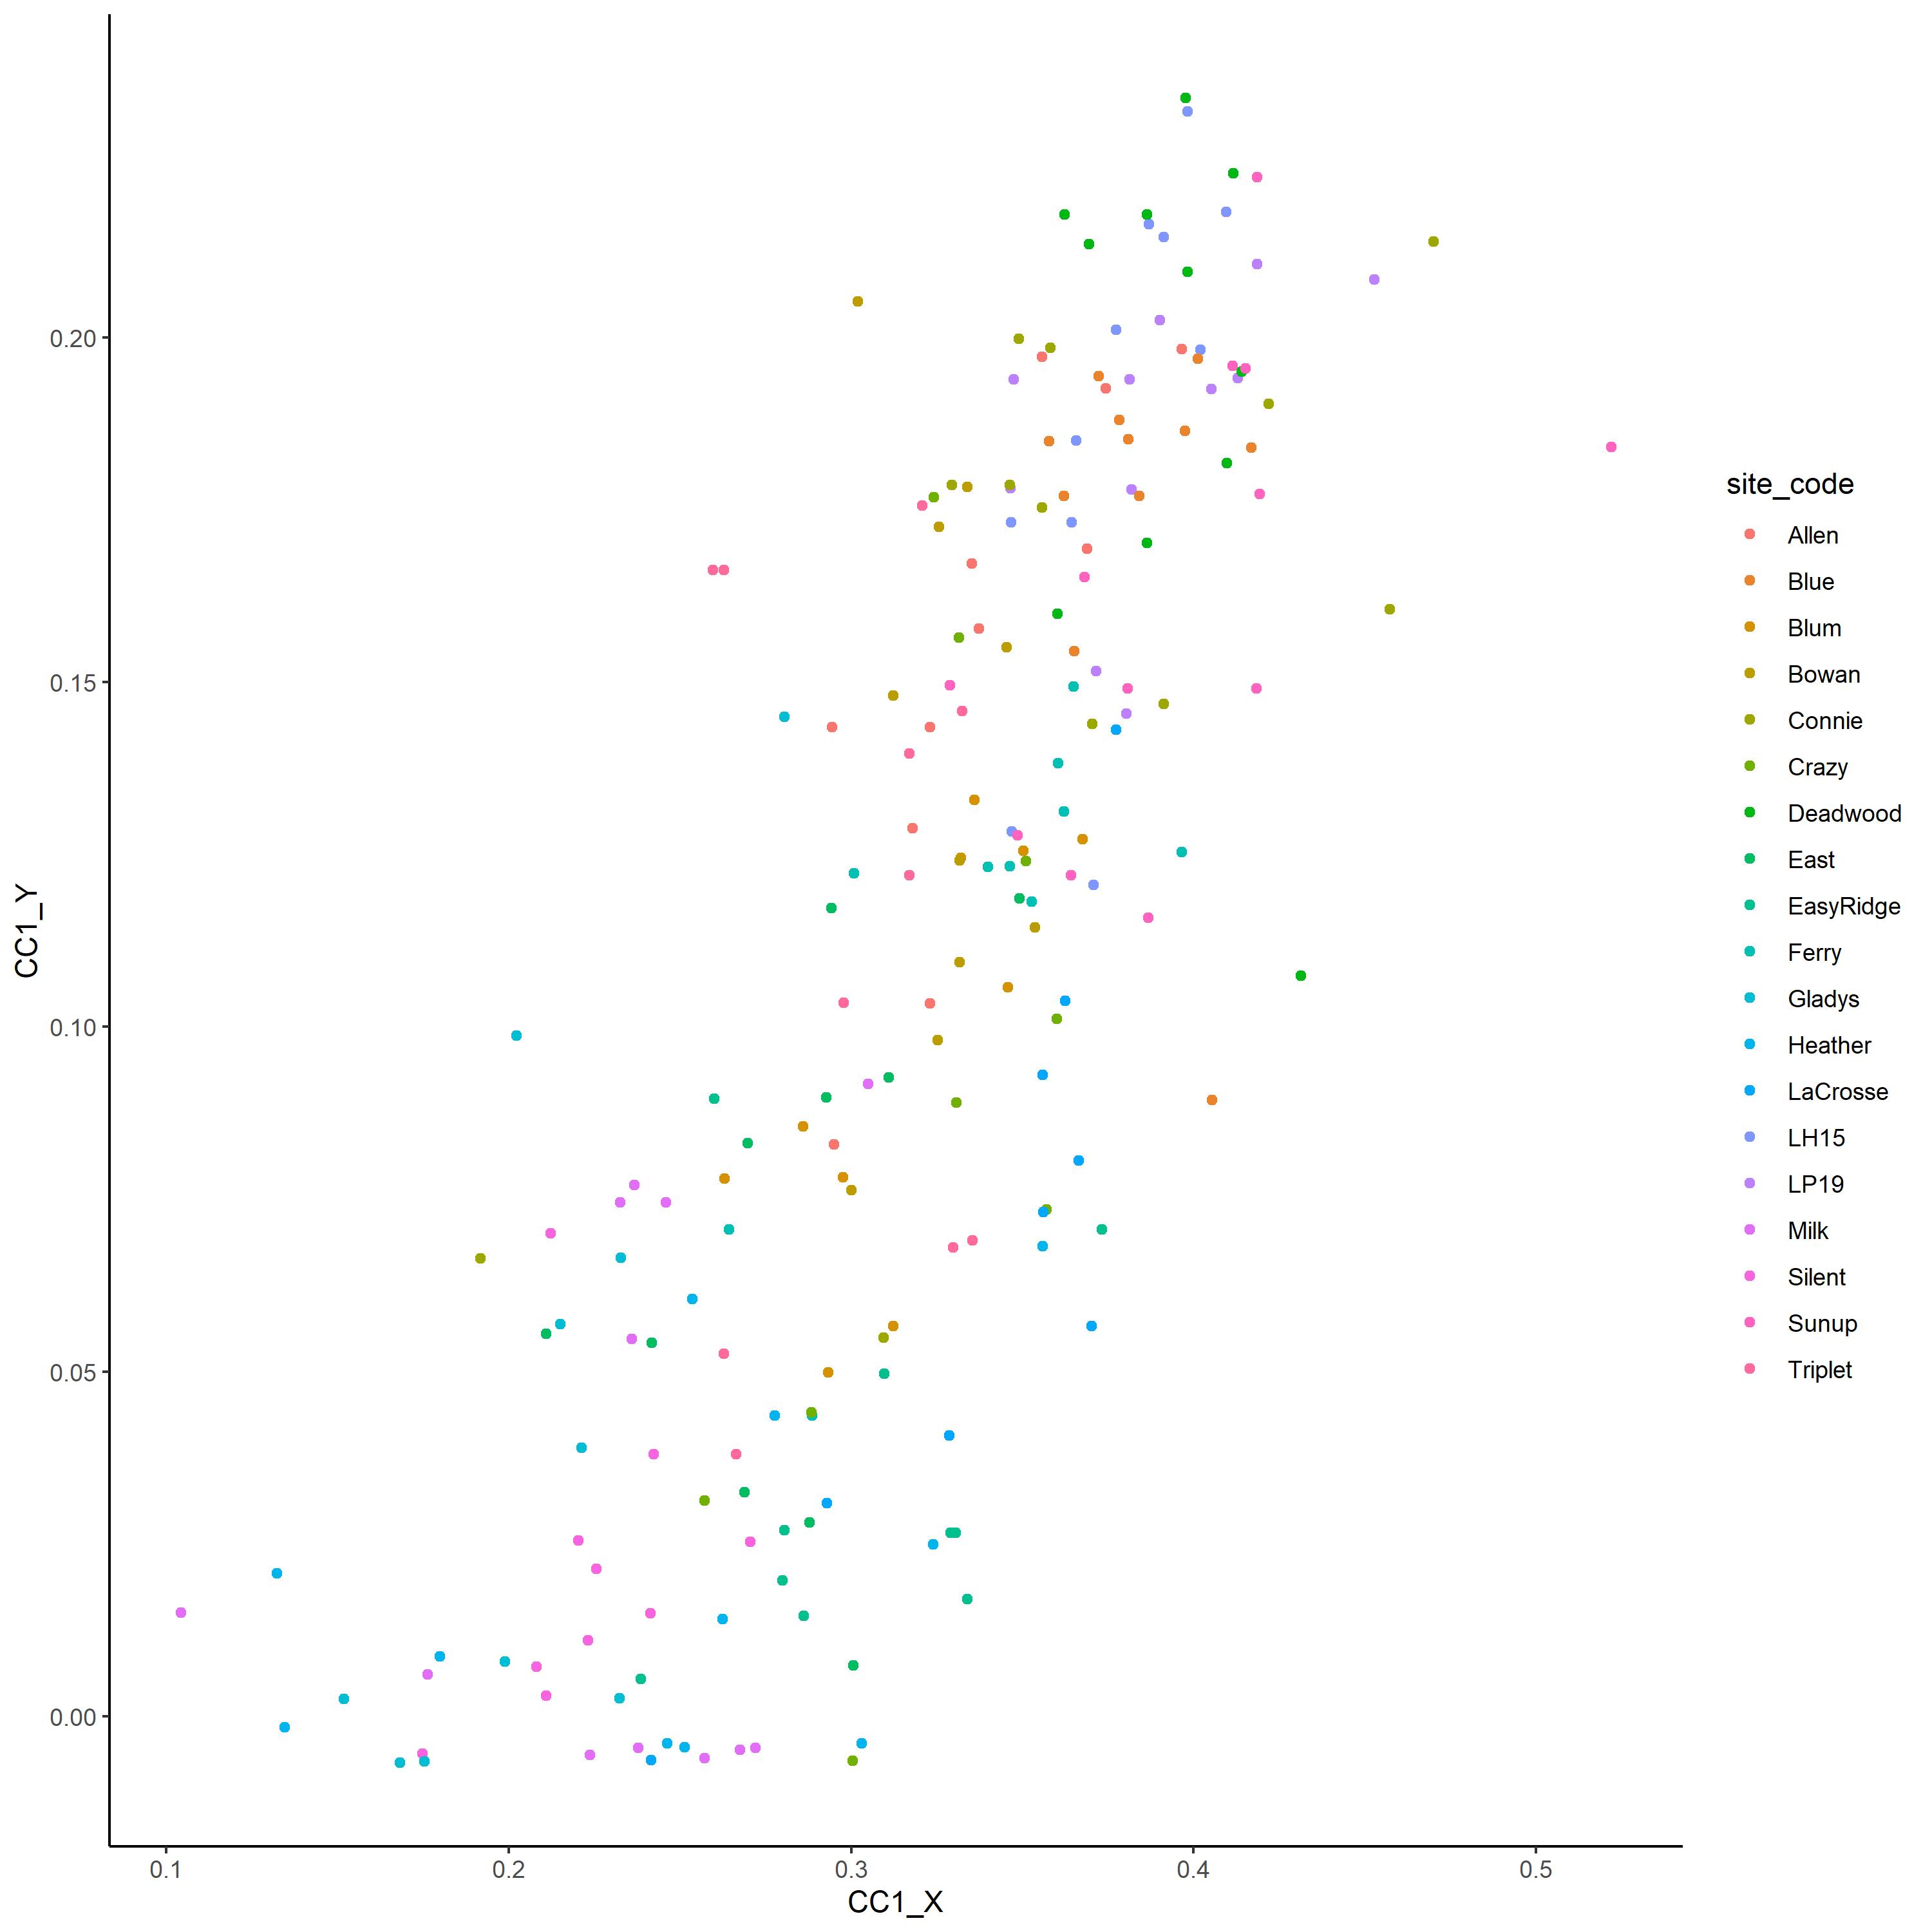 0.20
0.15
0.10
0.05
0.00
CC1_Y
0.1 0.2 0.3 0.4 0.5
CC1_X
site_code
Allen
Blue
Blum
Bowan
Connie
Crazy
Deadwood
East
EasyRidge
Ferry
Gladys
Heather
LaCrosse
LH15
LP19
Milk
Silent
Sunup
Triplet